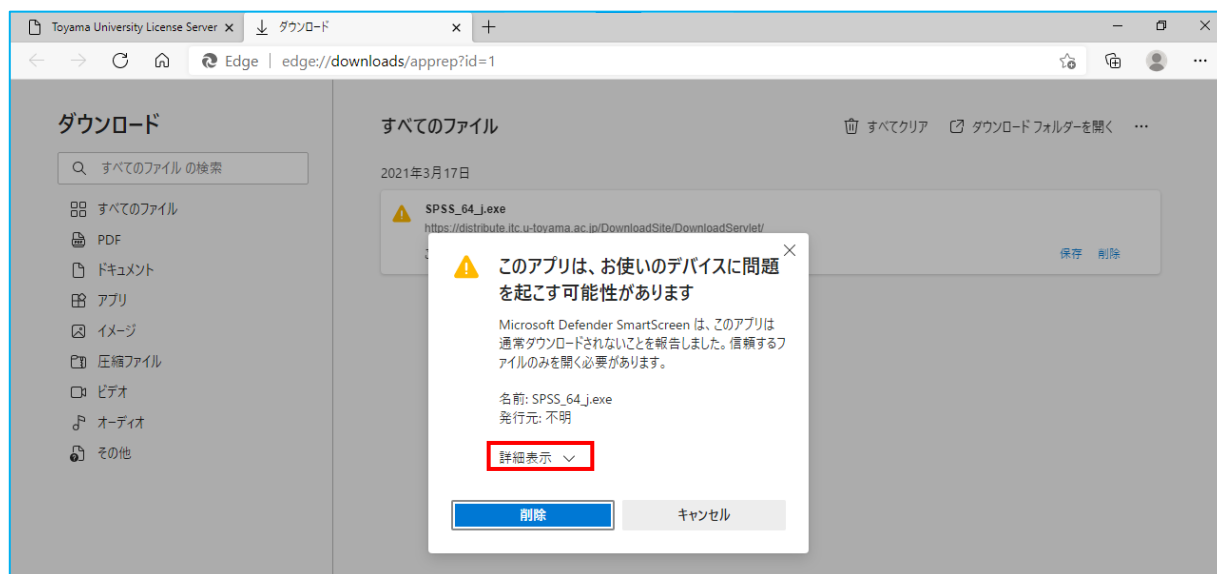 Toyama University License Server
ダウンロード
Edge | edge://downloads/apprep?id=1
ダウンロード
すべてのファイル の検索
すべてのファイル
PDF
ドキュメント
アプリ
イメージ
圧縮ファイル
ビデオ
オーディオ
その他
すべてのファイル
すべてクリア
ダウンロード フォルダーを開く
2021年3月17日
SPSS_64_j.exe
https://distribute.itc.u-toyama.ac.jp/DownloadSite/DownloadServlet/
保存 削除
このアプリは、お使いのデバイスに問題
を起こす可能性があります
Microsoft Defender SmartScreen は、このアプリは
通常ダウンロードされないことを報告しました。信頼するフ
ァイルのみを開く必要があります。
名前: SPSS_64_j.exe
発行元: 不明
詳細表示
削除
キャンセル